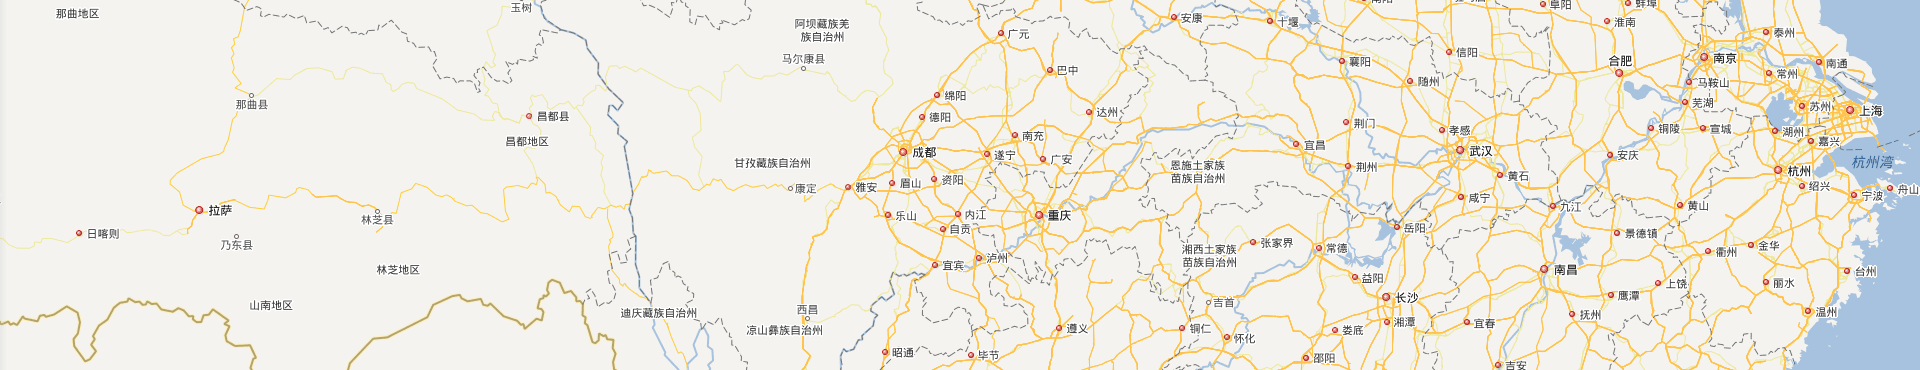 那曲地区
玉树
阿坝藏族羌
族自治州
马尔康县
广元
安康
十堰
阜阳
蚌埠
淮南
泰州
巴中
襄阳
信阳
合肥
南京
南通
常州
马鞍山
随州
绵阳
那曲县
芜湖
苏州
上海
达州
德阳
昌都县
荆门
孝感
铜陵
宣城
湖州
嘉兴
南充
昌都地区
宜昌
武汉
成都
遂宁
广安
安庆
杭州湾
甘孜藏族自治州
恩施土家族
苗族自治州
荆州
黄石
杭州
绍兴
舟山
康定
雅安
眉山
资阳
咸宁
宁波
拉萨
林芝县
乐山
内江
重庆
九江
黄山
日喀则
乃东县
自贡
岳阳
景德镇
张家界
常德
湘西土家族
苗族自治州
衢州
金华
宜宾
泸州
林芝地区
益阳
南昌
台州
上饶
丽水
山南地区
迪庆藏族自治州
西昌
凉山彝族自治州
吉首
长沙
鹰潭
抚州
温州
遵义
铜仁
怀化
娄底
湘潭
宜春
昭通
毕节
邵阳
吉安